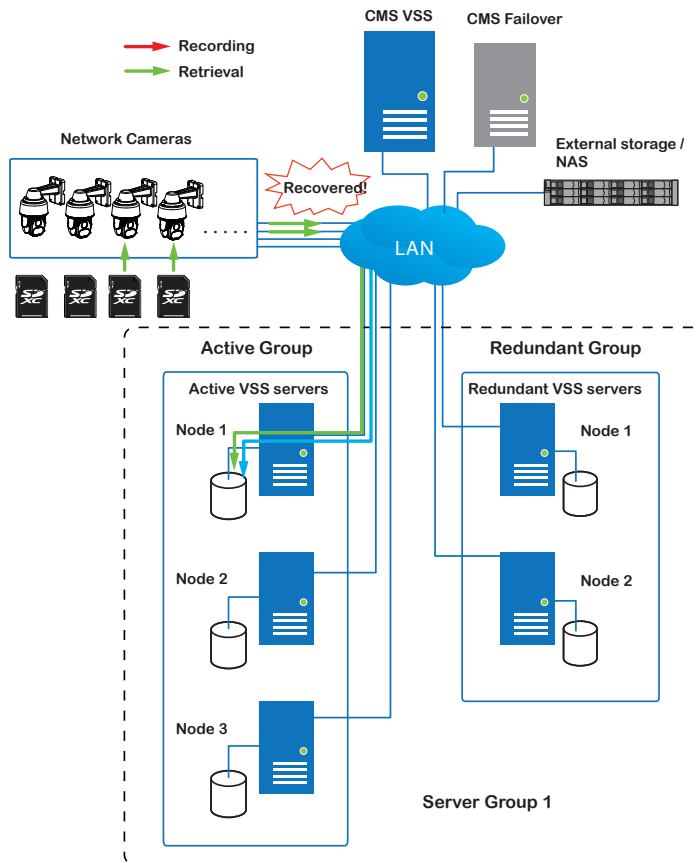 CMS VSS
CMS Failover
Recording
Retrieval
Network Cameras
Recovered!
External storage /
NAS
.....
LAN
SD
XC
SD
XC
SD
XC
SD
XC
Active Group
Redundant Group
Active VSS servers
Redundant VSS servers
Node 1
Node 1
Node 2
Node 2
Node 3
Server Group 1